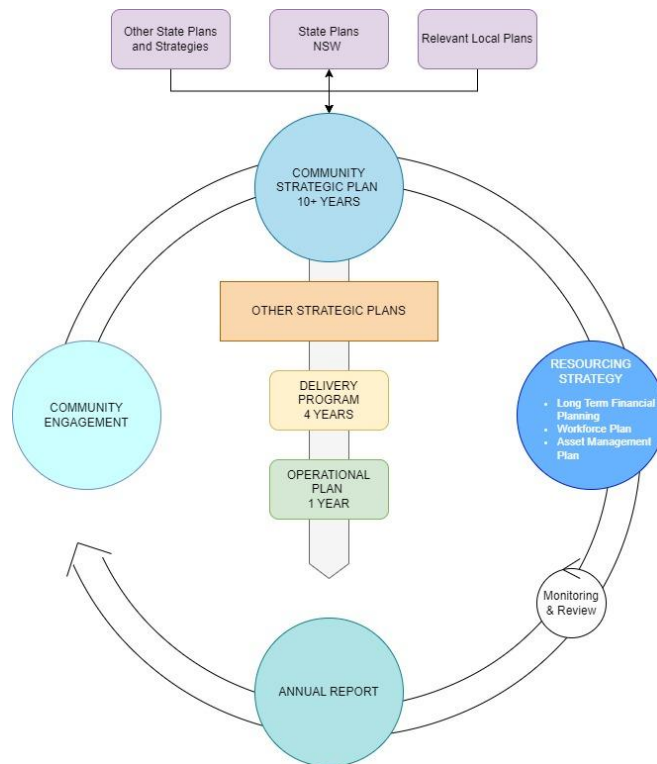 Other State Plans
and Strategies
State Plans
NSW
Relevant Local Plans
COMMUNITY
STRATEGIC PLAN
10+ YEARS
OTHER STRATEGIC PLANS
RESOURCING
STRATEGY
• Long Term Financial
Planning
• Workforce Plan
• Asset Management
Plan
COMMUNITY
ENGAGEMENT
DELIVERY
PROGRAM
4 YEARS
OPERATIONAL
PLAN
1 YEAR
Monitoring
& Review
ANNUAL REPORT